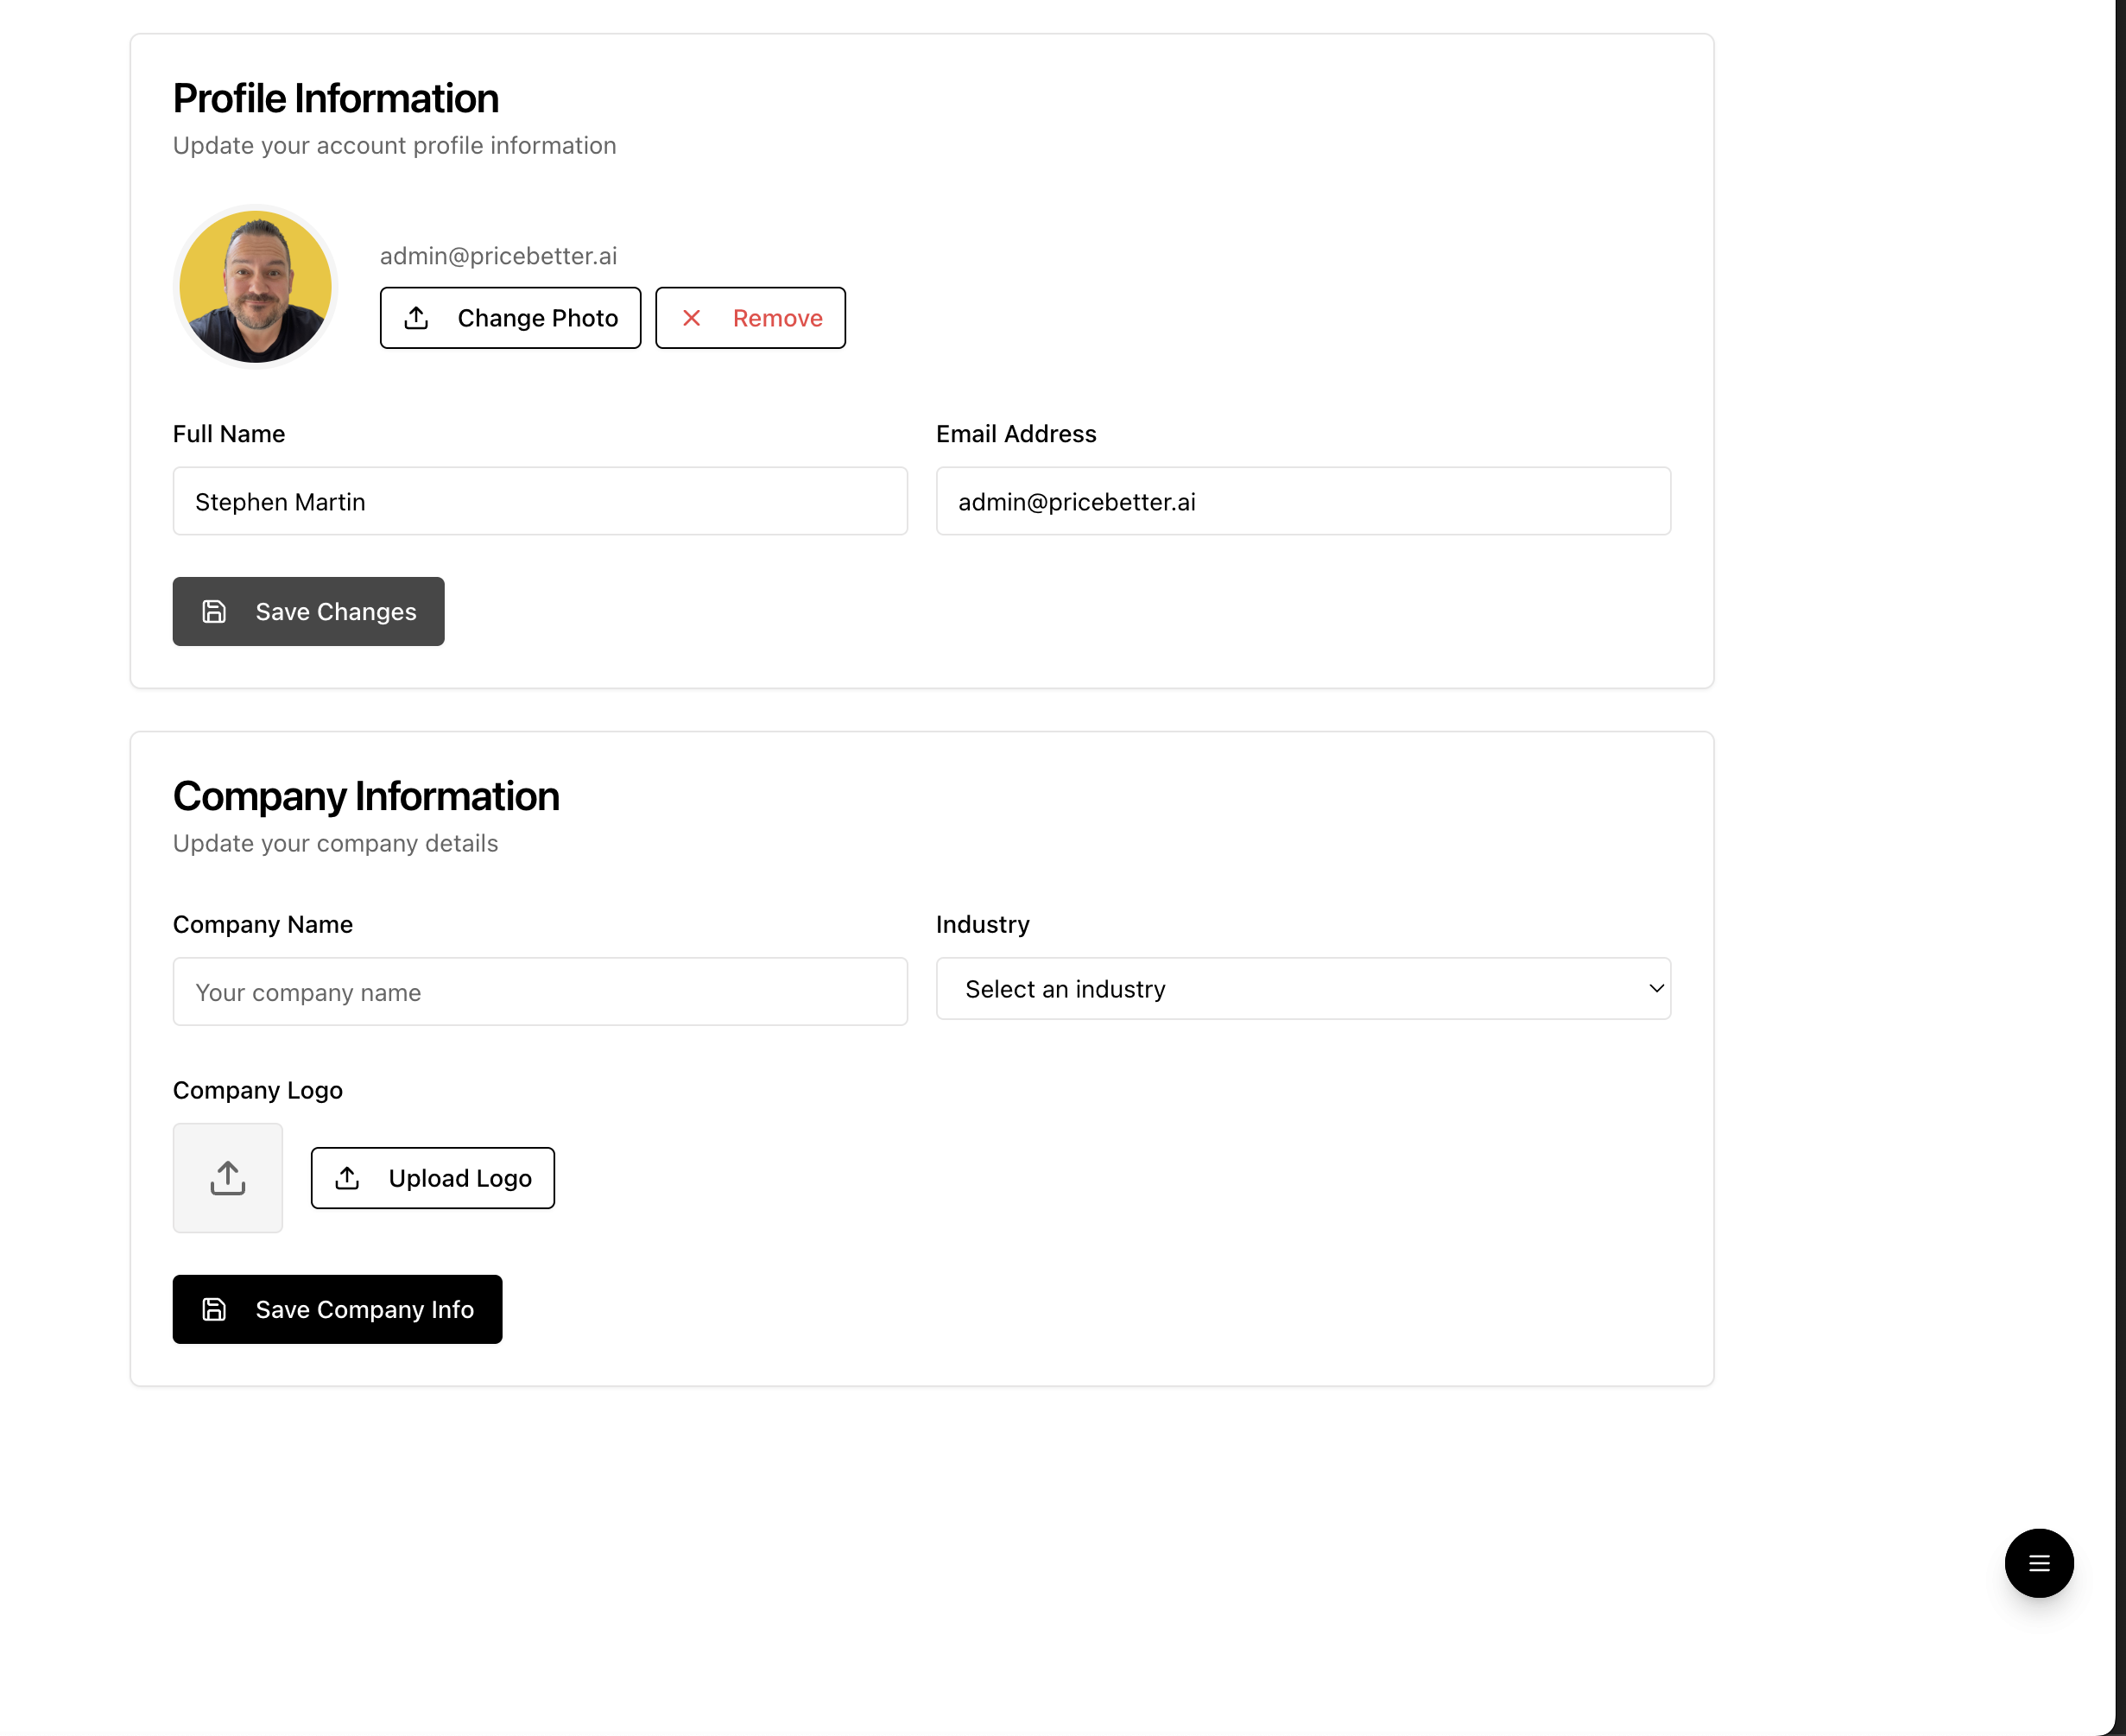 Profile Information
Update your account profile information
admin@pricebetter.ai
Change Photo
Remove
Full Name
Email Address
Stephen Martin
admin@pricebetter.ai
Save Changes
Company Information
Update your company details
Company Name
Industry
Your company name
Select an industry
Company Logo
Upload Logo
Save Company Info